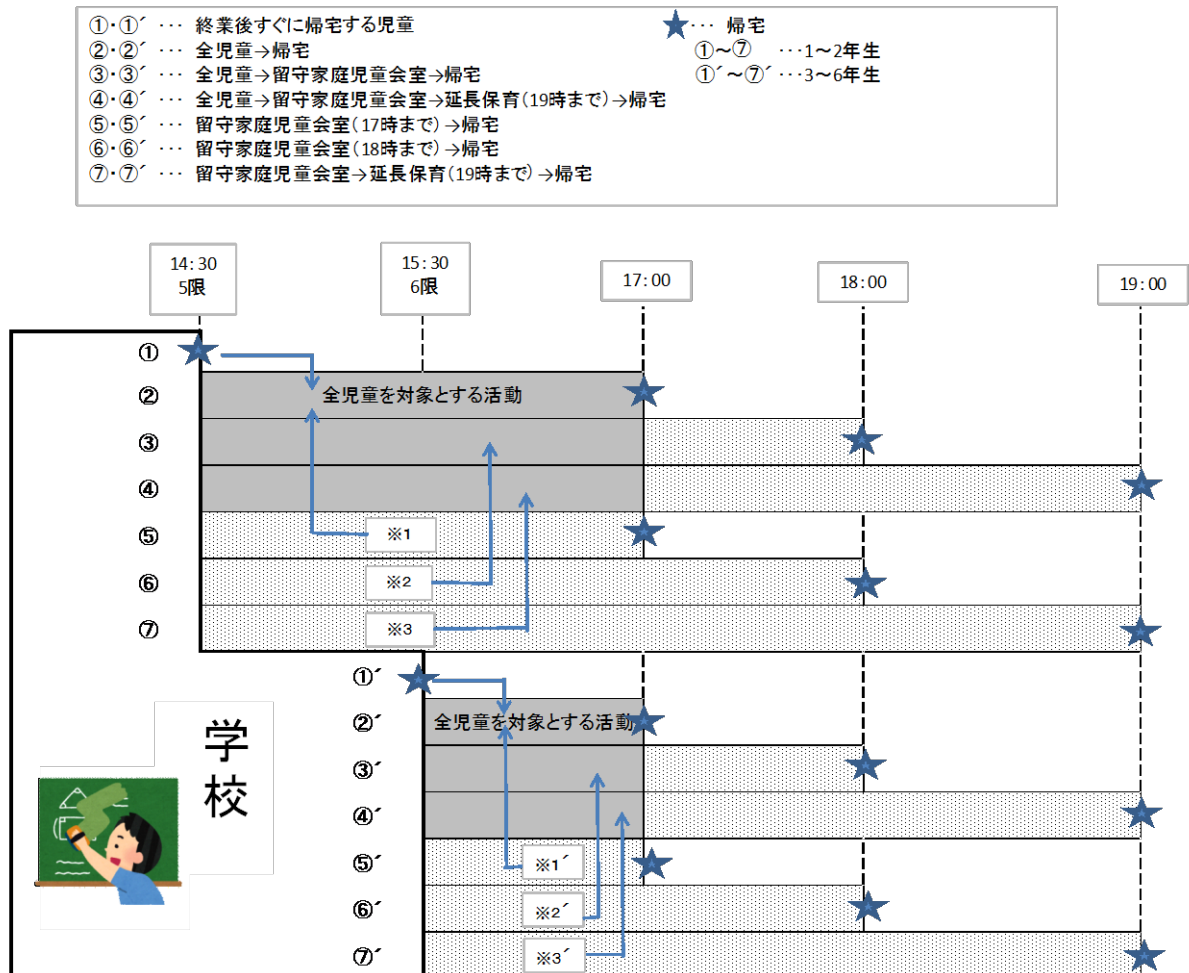 ①・①´ ··· 終業後すぐに帰宅する児童
②・②´ ··· 全児童→帰宅
③・③´ ··· 全児童→留守家庭児童会室→帰宅
④・④´ ··· 全児童→留守家庭児童会室→延長保育(19時まで)→帰宅
⑤・⑤´ ··· 留守家庭児童会室(17時まで)→帰宅
⑥・⑥´ ··· 留守家庭児童会室(18時まで)→帰宅
⑦・⑦´ ··· 留守家庭児童会室→延長保育(19時まで)→帰宅
★··· 帰宅
①～⑦ ···1～2年生
①´～⑦´ ···3～6年生
14:30
5限
15:30
6限
17:00
18:00
19:00
①
② 全児童を対象とする活動
③
④
⑤ ※1
⑥ ※2
⑦ ※3
①´
②´ 全児童を対象とする活動
③´
④´
⑤´ ※1´
⑥´ ※2´
⑦´ ※3´
学校